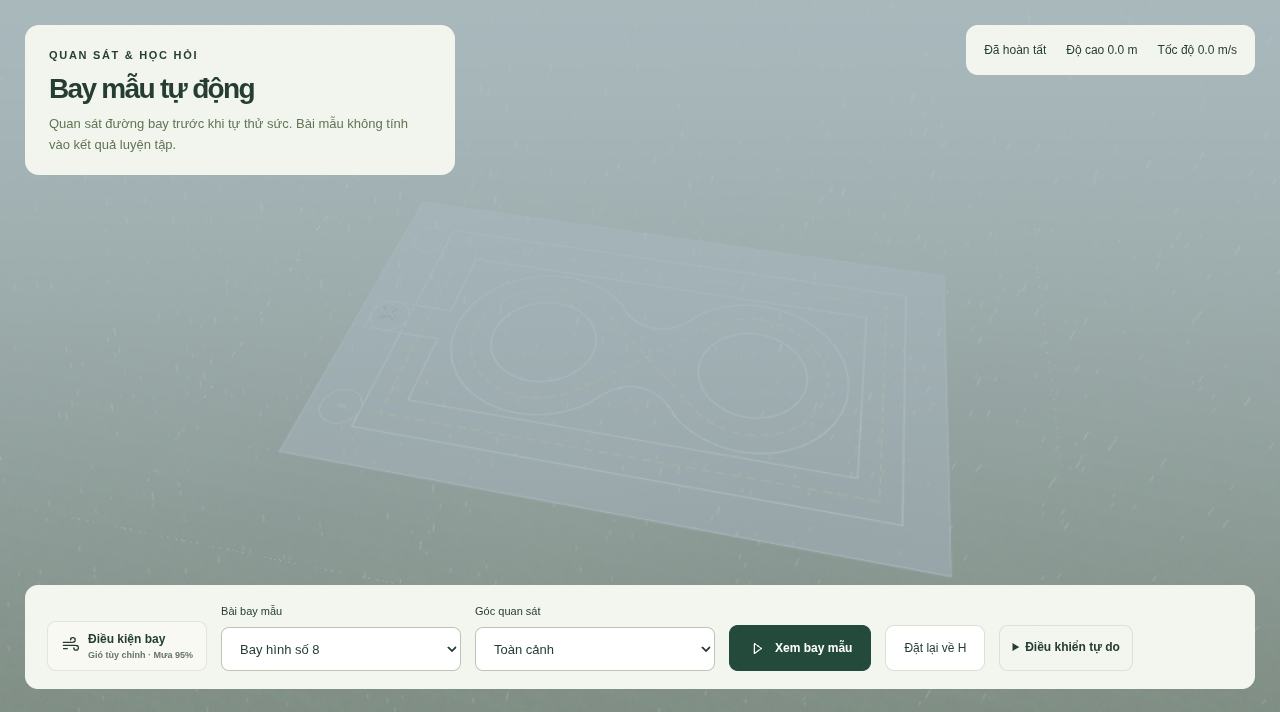 QUAN SÁT & HỌC HỎI
Bay mẫu tự động
Quan sát đường bay trước khi tự thử sức. Bài mẫu không tính
vào kết quả luyện tập.
Đã hoàn tất Độ cao 0.0 m Tốc độ 0.0 m/s
Bài bay mẫu Góc quan sát
Điều kiện bay
Gió tùy chỉnh · Mưa 95%
Bay hình số 8 Toàn cảnh Xem bay mẫu Đặt lại về H Điều khiển tự do